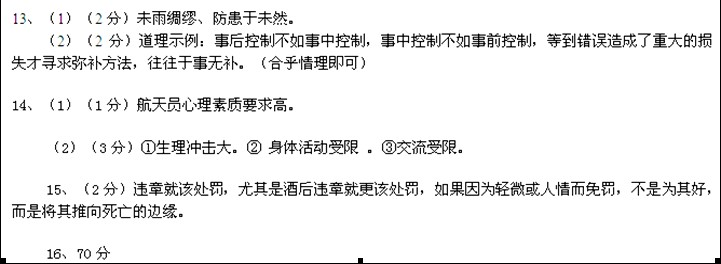 13、（1）（2分）未雨绸缪、防患于未然。
（2）（2分）道理示例：事后控制不如事中控制，事中控制不如事前控制，等到错误造成了重大的损
失才寻求弥补方法，往往于事无补。（合乎情理即可）
14、（1）（1分）航天员心理素质要求高。
（2）（3分）①生理冲击大。② 身体活动受限 。③交流受限。
15、（2分）违章就该处罚，尤其是酒后违章就更该处罚，如果因为轻微或人情而免罚，不是为其好，
而是将其推向死亡的边缘。
16、70分